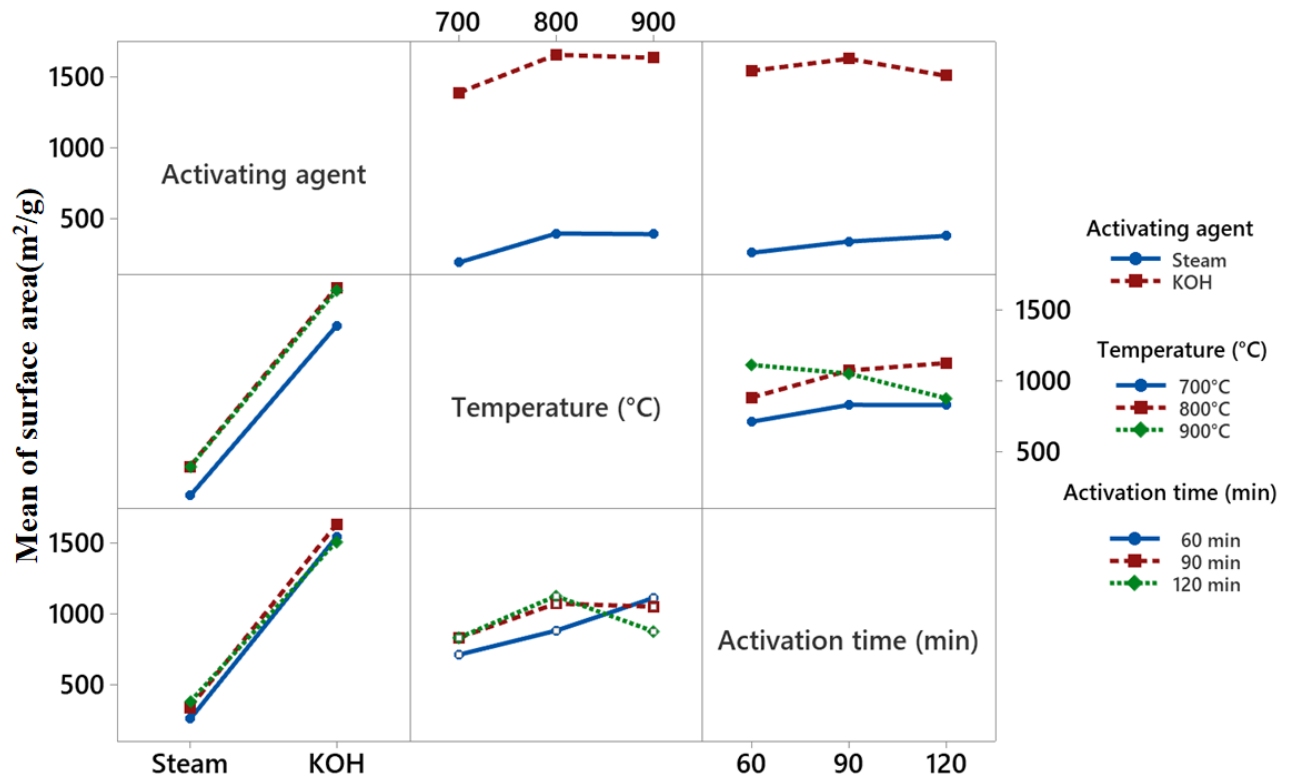 700 800 900
1500
1000
500
Activating agent
Mean of surface area(m²/g)
Temperature (°C)
1500
1000
500
1500
1000
500
Activation time (min)
Steam KOH
60 90 120
Activating agent
Steam
KOH
Temperature (°C)
700°C
800°C
900°C
Activation time (min)
60 min
90 min
120 min